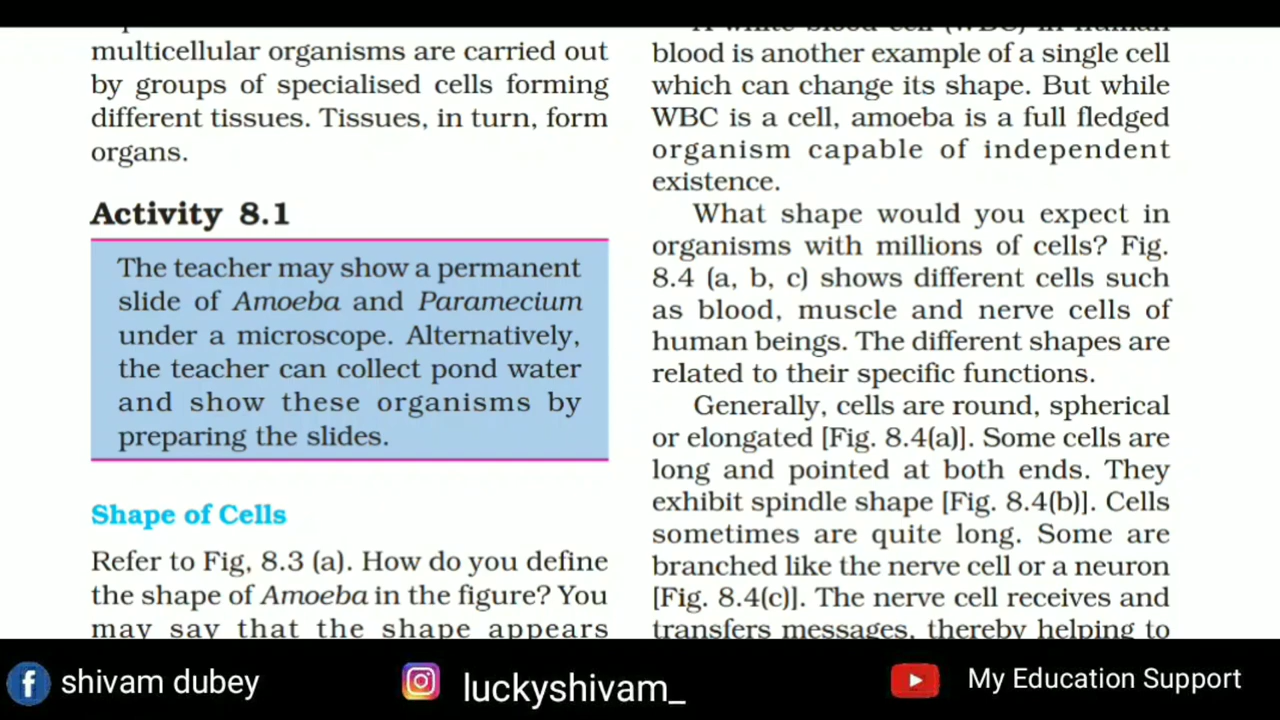 multicellular organisms are carried out
by groups of specialised cells forming
different tissues. Tissues, in turn, form
organs.
Activity 8.1
The teacher may show a permanent
slide of Amoeba and Paramecium
under a microscope. Alternatively,
the teacher can collect pond water
and show these organisms by
preparing the slides.
Shape of Cells
Refer to Fig, 8.3 (a). How do you define
the shape of Amoeba in the figure? You
may say that the shape appears
A white blood cell (WBC) in human
blood is another example of a single cell
which can change its shape. But while
WBC is a cell, amoeba is a full fledged
organism capable of independent
existence.
What shape would you expect in
organisms with millions of cells? Fig.
8.4 (a, b, c) shows different cells such
as blood, muscle and nerve cells of
human beings. The different shapes are
related to their specific functions.
Generally, cells are round, spherical
or elongated [Fig. 8.4(a)]. Some cells are
long and pointed at both ends. They
exhibit spindle shape [Fig. 8.4(b)]. Cells
sometimes are quite long. Some are
branched like the nerve cell or a neuron
[Fig. 8.4(c)]. The nerve cell receives and
transfers messages, thereby helping to
shivam dubey
luckyshivam_
My Education Support